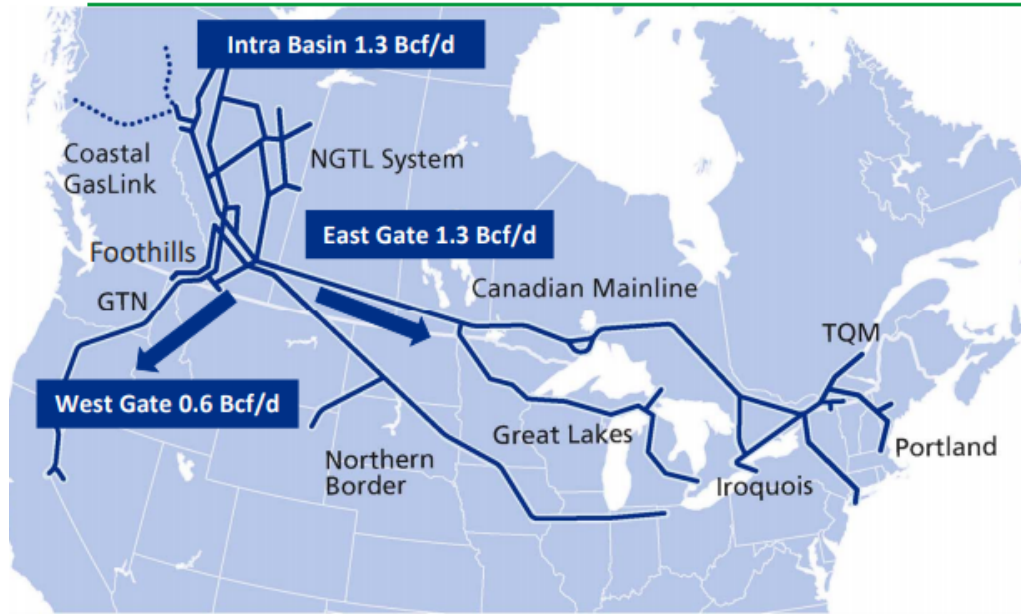 Intra Basin 1.3 Bcf/d
Coastal
GasLink
NGTL System
East Gate 1.3 Bcf/d
Foothills
GTN
Canadian Mainline
TQM
West Gate 0.6 Bcf/d
Great Lakes
Northern
Border
Iroquois
Portland